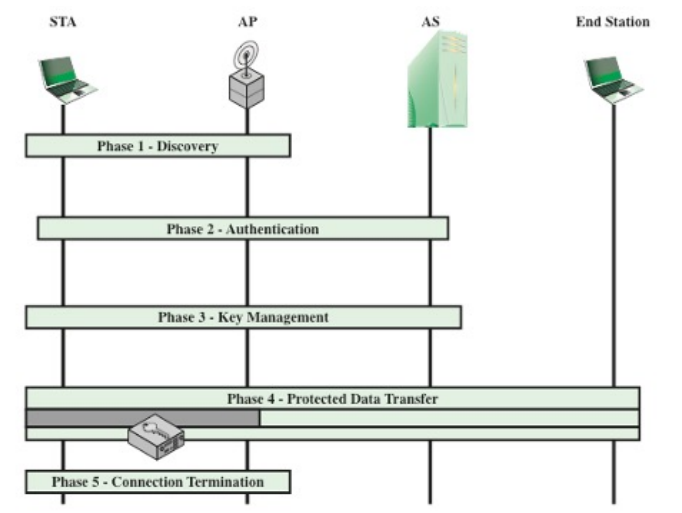 STA AP AS End Station
Phase 1 - Discovery
Phase 2 - Authentication
Phase 3 - Key Management
Phase 4 - Protected Data Transfer
Phase 5 - Connection Termination